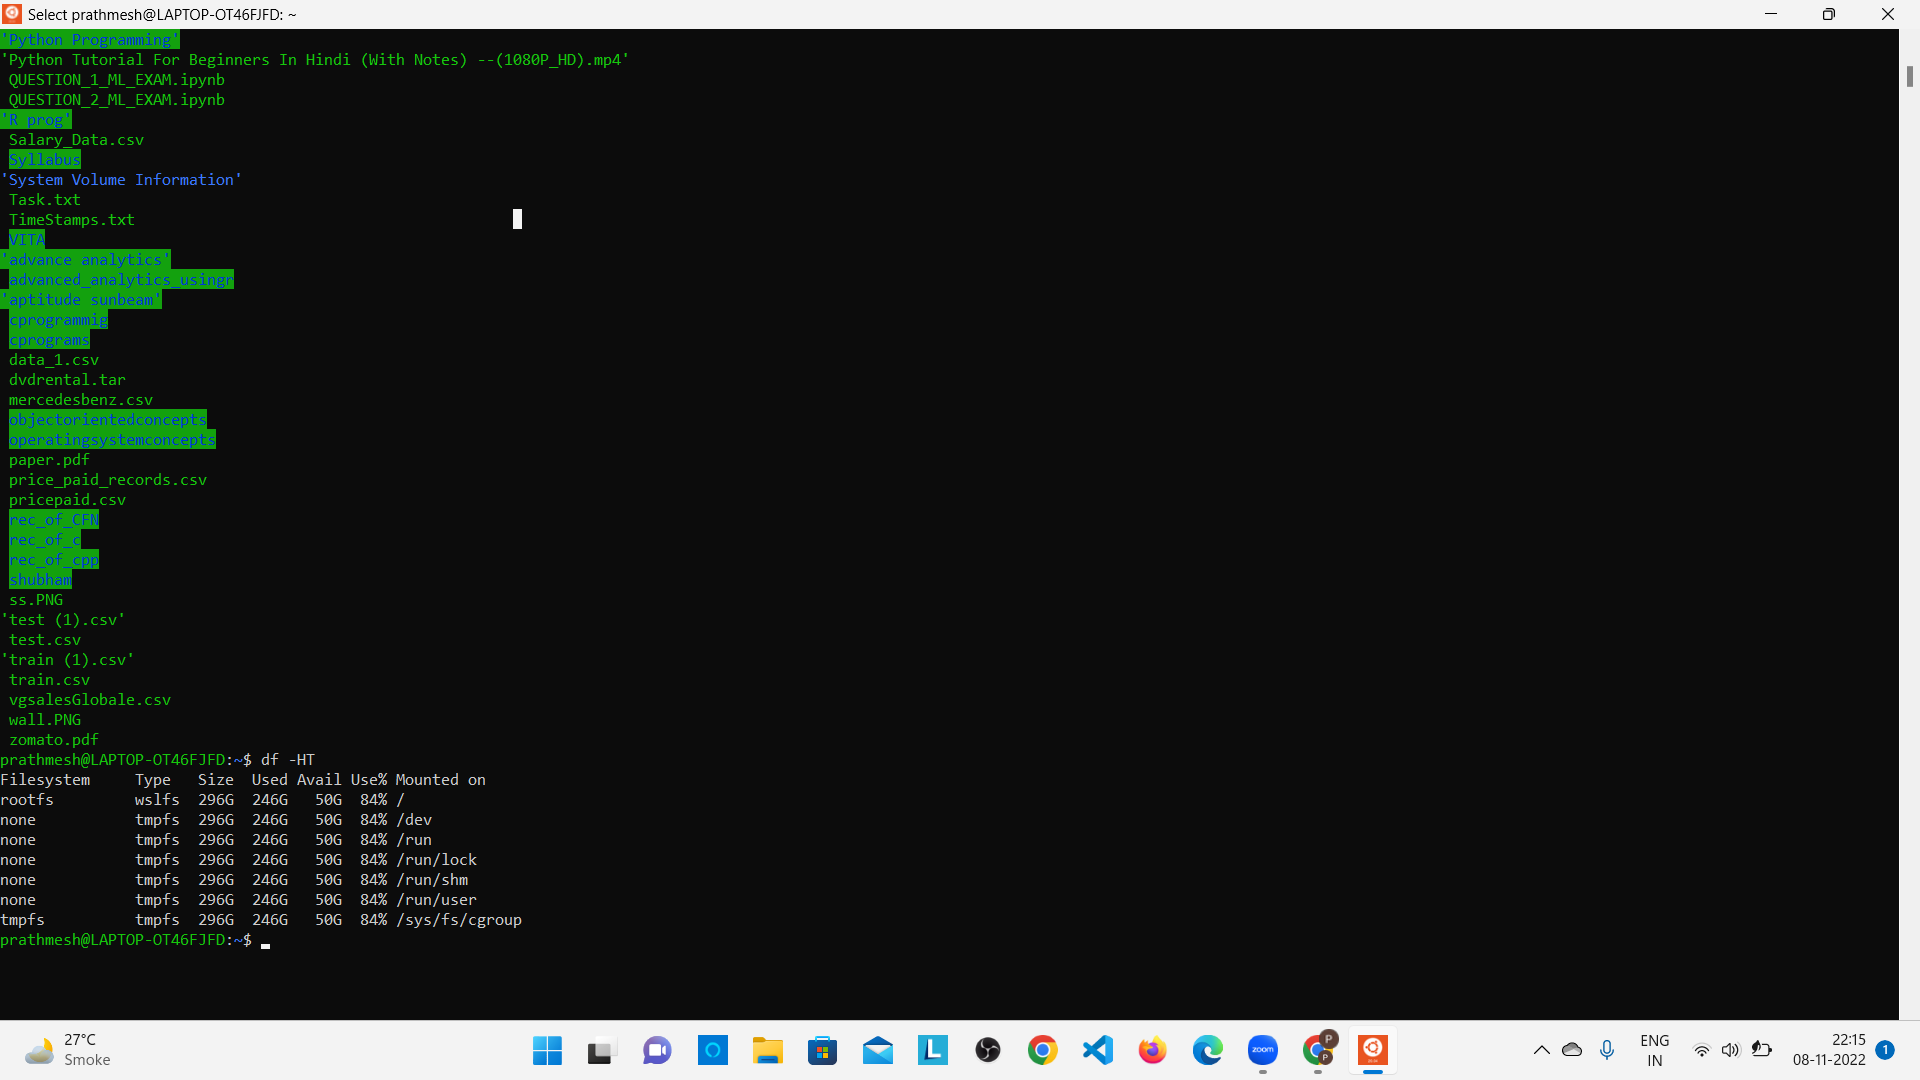 Select prathmesh@LAPTOP-OT46FJFD: ~
'Python Programming'
'Python Tutorial For Beginners In Hindi (With Notes) --(1080P_HD).mp4'
QUESTION_1_ML_EXAM.ipynb
QUESTION_2_ML_EXAM.ipynb
'R prog'
Salary_Data.csv
Syllabus
'System Volume Information'
Task.txt
TimeStamps.txt
VITA
'advance analytics'
advanced_analytics_usingr
'aptitude sunbeam'
cprogrammig
cprograms
data_1.csv
dvdrental.tar
mercedesbenz.csv
objectorientedconcepts
operatingsystemconcepts
paper.pdf
price_paid_records.csv
pricepaid.csv
rec_of_CFN
rec_of_c
rec_of_cpp
shubham
ss.PNG
'test (1).csv'
test.csv
'train (1).csv'
train.csv
vgsalesGlobale.csv
wall.PNG
zomato.pdf
prathmesh@LAPTOP-OT46FJFD:~$ df -HT
Filesystem     Type   Size  Used Avail Use% Mounted on
rootfs         wslfs  296G  246G   50G  84% /
none           tmpfs  296G  246G   50G  84% /dev
none           tmpfs  296G  246G   50G  84% /run
none           tmpfs  296G  246G   50G  84% /run/lock
none           tmpfs  296G  246G   50G  84% /run/shm
none           tmpfs  296G  246G   50G  84% /run/user
tmpfs          tmpfs  296G  246G   50G  84% /sys/fs/cgroup
prathmesh@LAPTOP-OT46FJFD:~$
27°C
Smoke
L
zoom
P
P
ENG
IN
22:15
08-11-2022
1